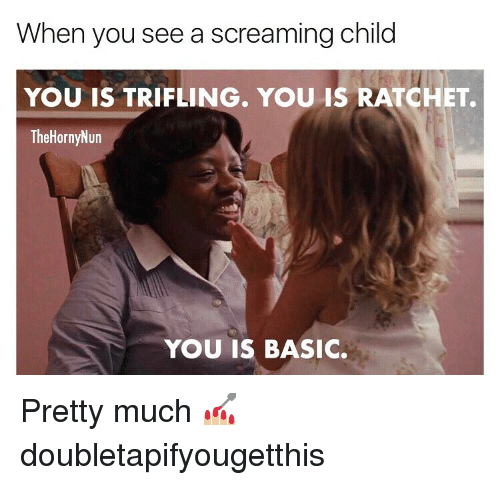 When you see a screaming child
YOU IS TRIFLING. YOU IS RATCHET.
TheHornyNun
YOU IS BASIC.
Pretty much 💅
doubletapifyougetthis